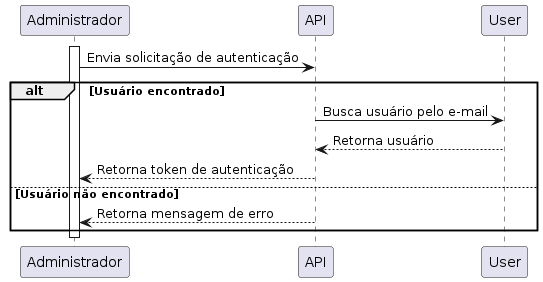 Administrador API User
Envia solicitação de autenticação
alt [Usuário encontrado]
Busca usuário pelo e-mail
Retorna usuário
Retorna token de autenticação
[Usuário não encontrado]
Retorna mensagem de erro
Administrador API User